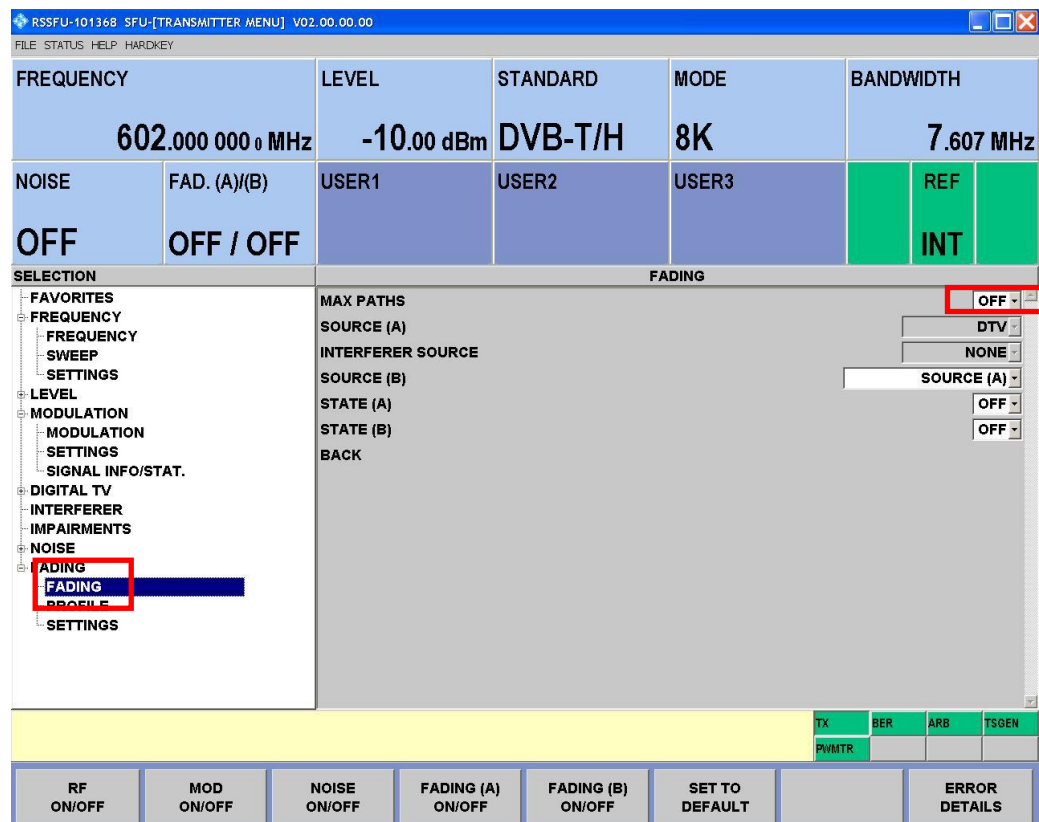 RSSFU-101368 SFU-[TRANSMITTER MENU] V02.00.00.00
FILE STATUS HELP HARDKEY
FREQUENCY
602.000 000 0 MHz
LEVEL
-10.00 dBm
STANDARD
DVB-T/H
MODE
8K
BANDWIDTH
7.607 MHz
NOISE
OFF
FAD. (A)/(B)
OFF / OFF
USER1
USER2
USER3
REF
INT
SELECTION
FAVORITES
FREQUENCY
FREQUENCY
SWEEP
SETTINGS
LEVEL
MODULATION
MODULATION
SETTINGS
SIGNAL INFO/STAT.
DIGITAL TV
INTERFERER
IMPAIRMENTS
NOISE
FADING
FADING
PROFILE
SETTINGS
FADING
MAX PATHS OFF
SOURCE (A) DTV
INTERFERER SOURCE NONE
SOURCE (B) SOURCE (A)
STATE (A) OFF
STATE (B) OFF
BACK
TX BER ARB TSGEN
PWMTR
RF ON/OFF
MOD ON/OFF
NOISE ON/OFF
FADING (A) ON/OFF
FADING (B) ON/OFF
SET TO DEFAULT
ERROR DETAILS